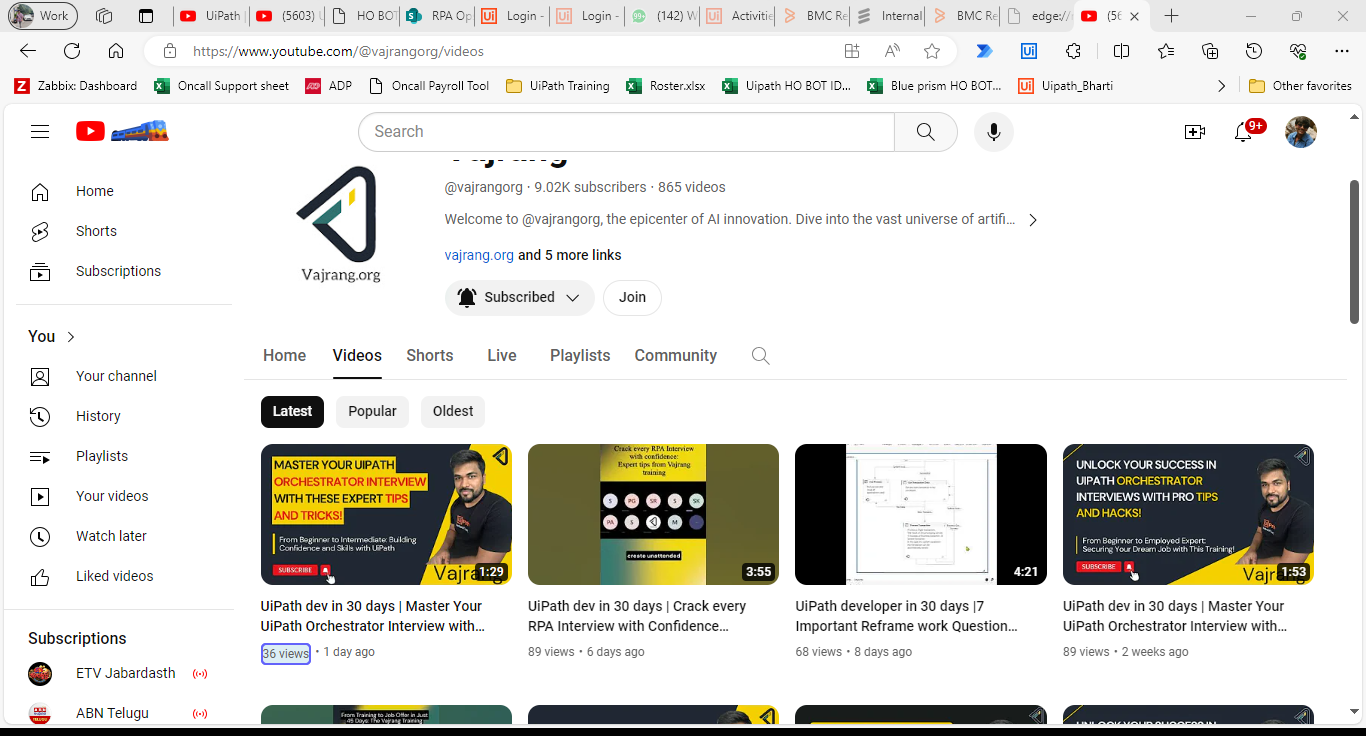 Work
UiPath
(5603) U
HO BOT
RPA Op
Login -
Login -
(142) W
Activitie
BMC Re
Internal
BMC Re
edge://
(56
https://www.youtube.com/@vajrangorg/videos
Zabbix: Dashboard
Oncall Support sheet
ADP
Oncall Payroll Tool
UiPath Training
Roster.xlsx
Uipath HO BOT ID...
Blue prism HO BOT...
Uipath_Bharti
Other favorites
Search
9+
Home
Shorts
Subscriptions
You
Your channel
History
Playlists
Your videos
Watch later
Liked videos
Subscriptions
ETV Jabardasth
ABN Telugu
Vajrang
Vajrang.org
@vajrangorg · 9.02K subscribers · 865 videos
Welcome to @vajrangorg, the epicenter of AI innovation. Dive into the vast universe of artifi...
vajrang.org and 5 more links
Subscribed
Join
Home Videos Shorts Live Playlists Community
Latest Popular Oldest
MASTER YOUR UIPATH
ORCHESTRATOR INTERVIEW
WITH THESE EXPERT TIPS
AND TRICKS!
From Beginner to Intermediate: Building
Confidence and Skills with UiPath
SUBSCRIBE
1:29
UiPath dev in 30 days | Master Your
UiPath Orchestrator Interview with...
36 views · 1 day ago
Crack every RPA Interview
with confidence:
Expert tips from Vajrang
training
S PG SR S SK
PA S M
create unattended
3:55
UiPath dev in 30 days | Crack every
RPA Interview with Confidence...
89 views · 6 days ago
4:21
UiPath developer in 30 days |7
Important Reframe work Question...
68 views · 8 days ago
UNLOCK YOUR SUCCESS IN
UIPATH ORCHESTRATOR
INTERVIEWS WITH PRO TIPS
AND HACKS!
From Beginner to Employed Expert:
Securing Your Dream Job with This Training!
SUBSCRIBE
1:53
UiPath dev in 30 days | Master Your
UiPath Orchestrator Interview with...
89 views · 2 weeks ago
From Training to Job Offer in Just
45 Days: The Vajrang Training